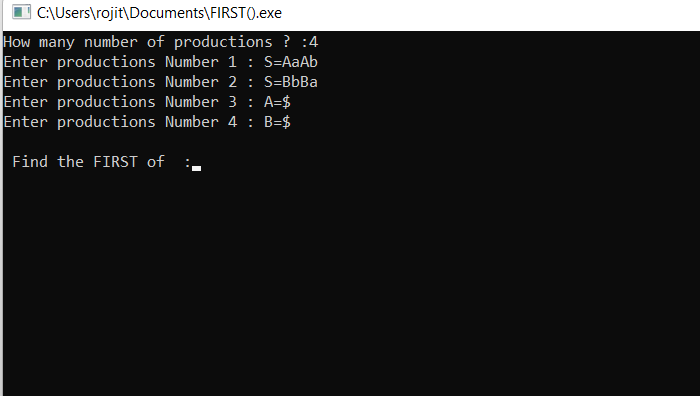 C:\Users\rojit\Documents\FIRST().exe
How many number of productions ? :4
Enter productions Number 1 : S=AaAb
Enter productions Number 2 : S=BbBa
Enter productions Number 3 : A=$
Enter productions Number 4 : B=$
Find the FIRST of  :